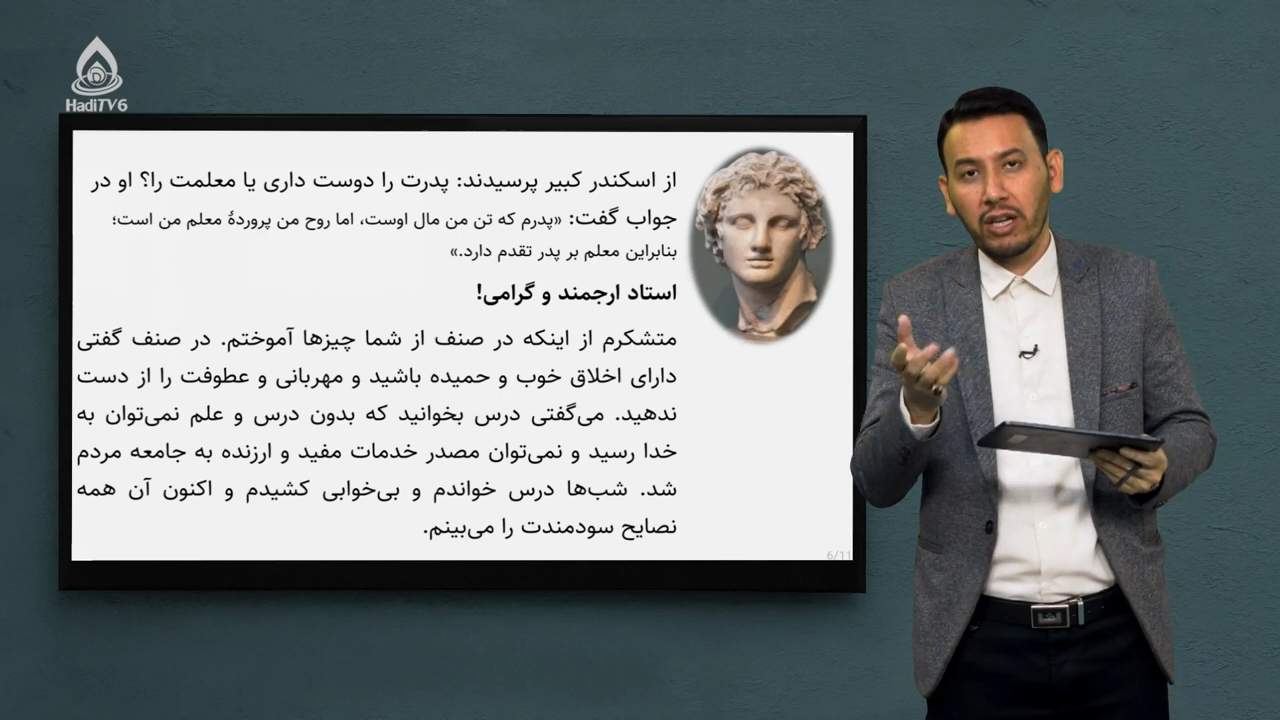 HadiTV6
از اسکندر کبیر پرسیدند: پدرت را دوست داری یا معلمت را؟ او در
جواب گفت: «پدرم که تن من مال اوست، اما روح من پروردۀ معلم من است؛
بنابراین معلم بر پدر تقدم دارد.»
استاد ارجمند و گرامی!
متشکرم از اینکه در صنف از شما چیزها آموختم. در صنف گفتی
دارای اخلاق خوب و حمیده باشید و مهربانی و عطوفت را از دست
ندهید. می‌گفتی درس بخوانید که بدون درس و علم نمی‌توان به
خدا رسید و نمی‌توان مصدر خدمات مفید و ارزنده به جامعه مردم
شد. شب‌ها درس خواندم و بی‌خوابی کشیدم و اکنون آن همه
نصایح سودمندت را می‌بینم.
6/11